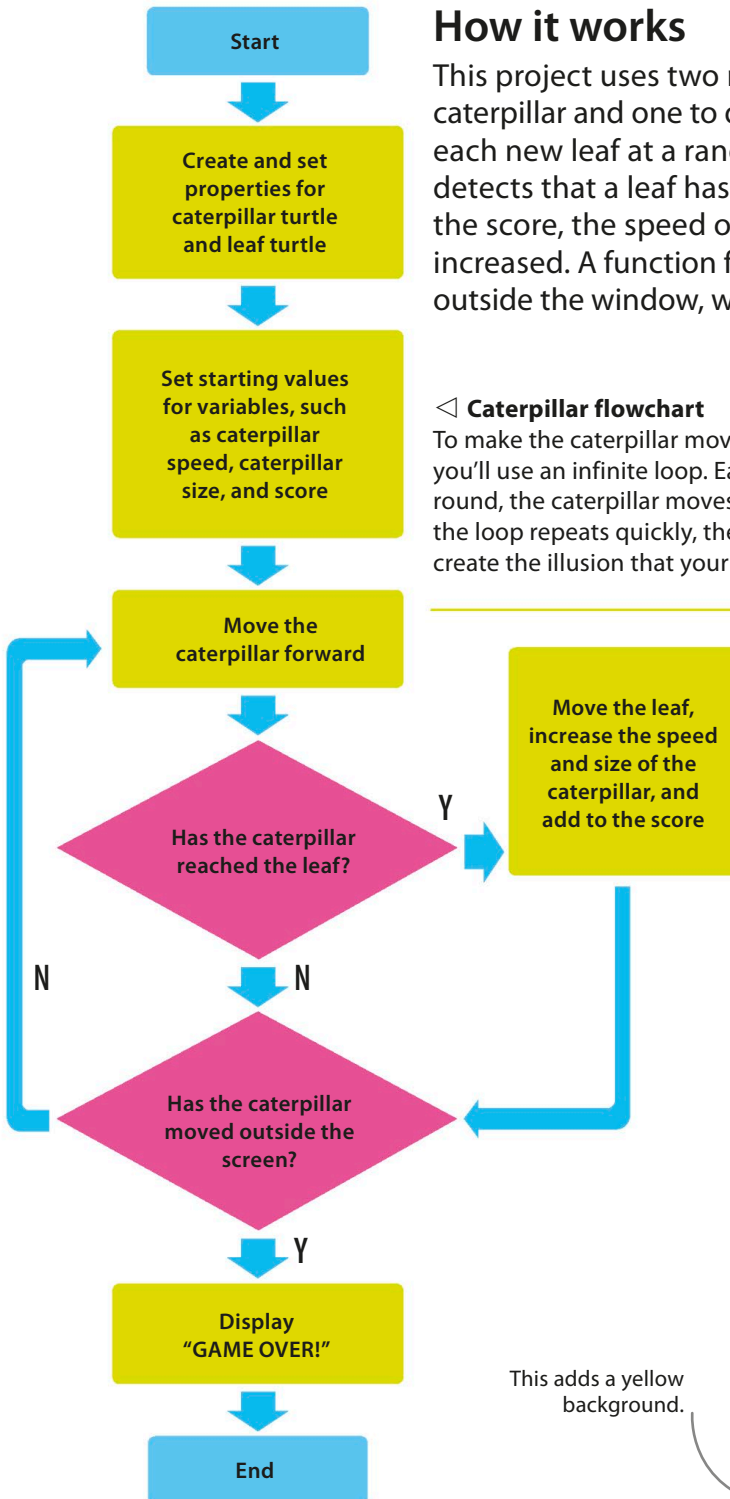 Start
Create and set
properties for
caterpillar turtle
and leaf turtle
Set starting values
for variables, such
as caterpillar
speed, caterpillar
size, and score
Move the
caterpillar forward
Has the caterpillar
reached the leaf?
Y
Move the leaf,
increase the speed
and size of the
caterpillar, and
add to the score
N
N
Has the caterpillar
moved outside the
screen?
Y
Display
“GAME OVER!”
End
How it works
This project uses two
caterpillar and one to
each new leaf at a
detects that a leaf has
the score, the speed
increased. A function
outside the window,
◁ Caterpillar flowchart
To make the caterpillar
you’ll use an infinite loop.
round, the caterpillar moves
the loop repeats quickly,
create the illusion that your
This adds a yellow
background.